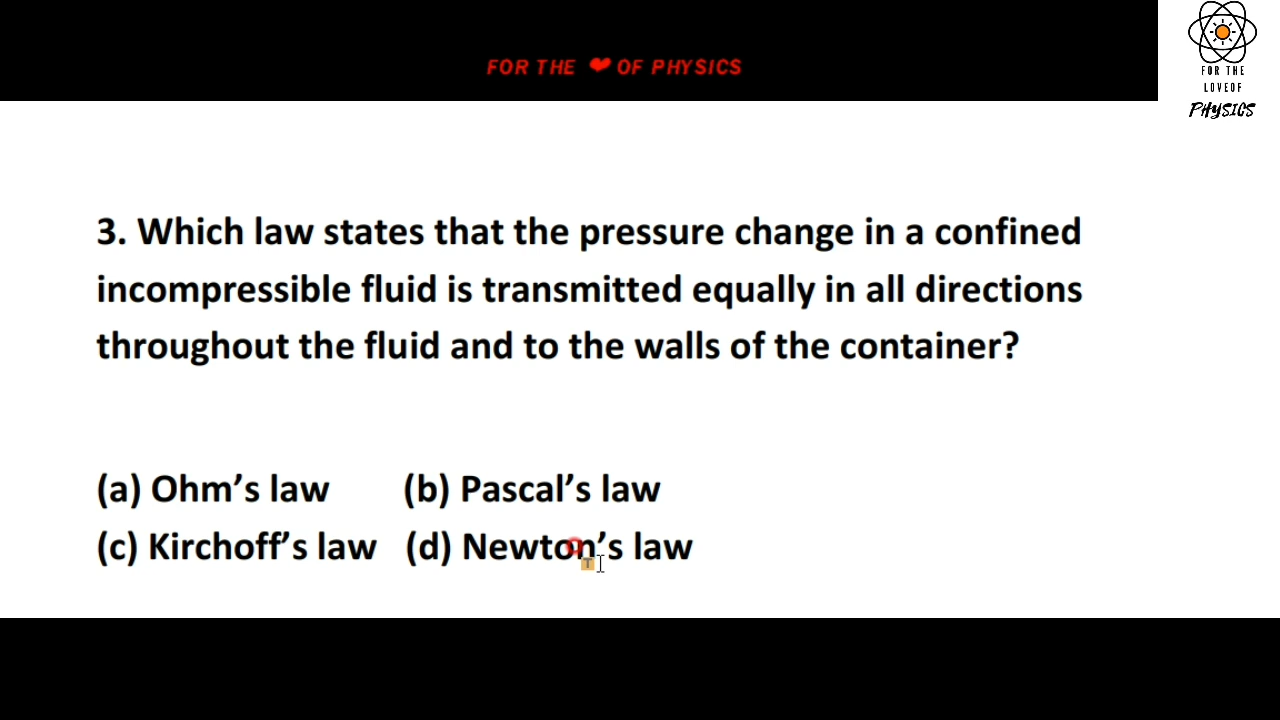 FOR THE ❤ OF PHYSICS
FOR THE
LOVEOF
PHYSICS
3. Which law states that the pressure change in a confined
incompressible fluid is transmitted equally in all directions
throughout the fluid and to the walls of the container?
(a) Ohm’s law (b) Pascal’s law
(c) Kirchoff’s law (d) Newton’s law
T